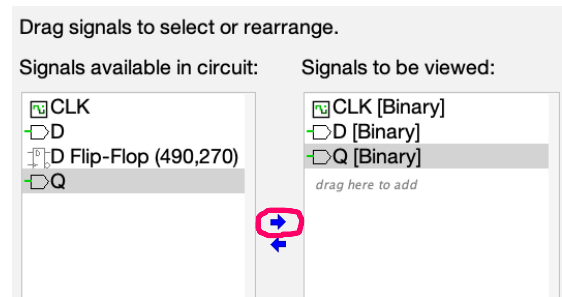 Drag signals to select or rearrange.
Signals available in circuit:
CLK
D
D Flip-Flop (490,270)
Q
Signals to be viewed:
CLK [Binary]
D [Binary]
Q [Binary]
drag here to add